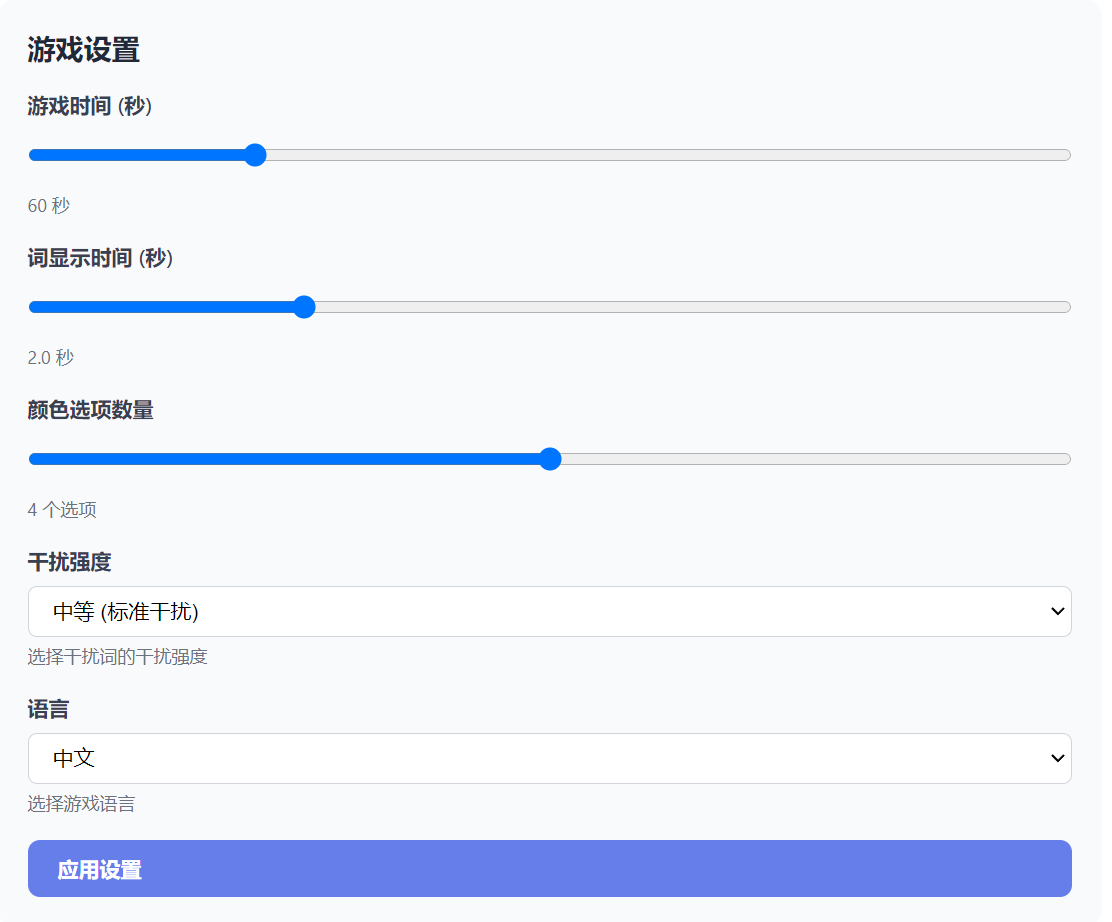 游戏设置
游戏时间 (秒)
60 秒
词显示时间 (秒)
2.0 秒
颜色选项数量
4 个选项
干扰强度
中等 (标准干扰)
选择干扰词的干扰强度
语言
中文
选择游戏语言
应用设置